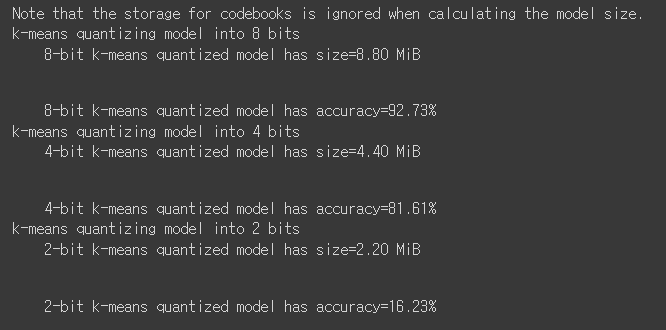 Note that the storage for codebooks is ignored when calculating the model size.
k-means quantizing model into 8 bits
8-bit k-means quantized model has size=8.80 MiB
8-bit k-means quantized model has accuracy=92.73%
k-means quantizing model into 4 bits
4-bit k-means quantized model has size=4.40 MiB
4-bit k-means quantized model has accuracy=81.61%
k-means quantizing model into 2 bits
2-bit k-means quantized model has size=2.20 MiB
2-bit k-means quantized model has accuracy=16.23%